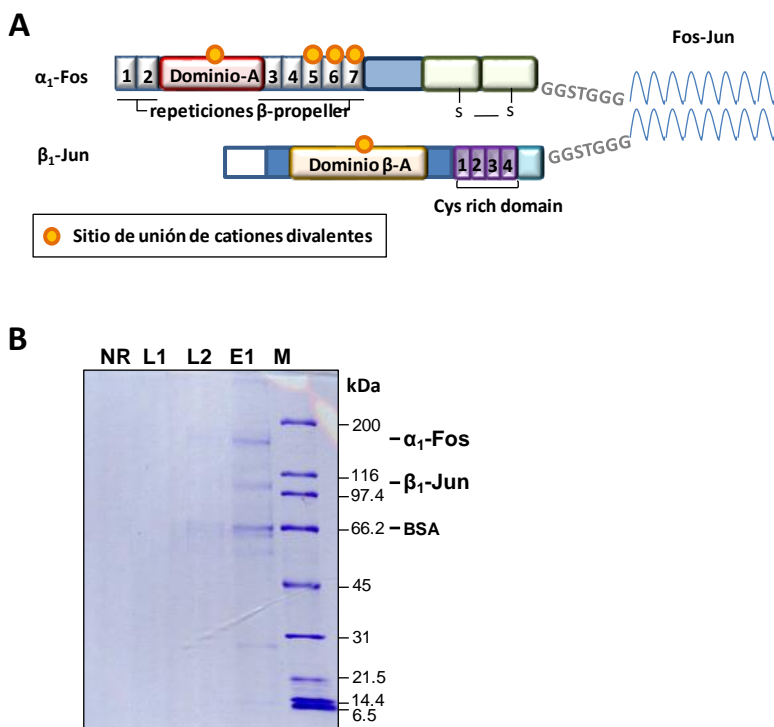 A
Fos-Jun
α1-Fos
1 2 Dominio-A 3 4 5 6 7
GGSTGGG
repeticiones β-propeller
S S
β1-Jun
Dominio β-A
1 2 3 4
GGSTGGG
Cys rich domain
Sitio de unión de cationes divalentes
B
NR L1 L2 E1 M
kDa
200
α1-Fos
116
β1-Jun
97.4
66.2
BSA
45
31
21.5
14.4
6.5